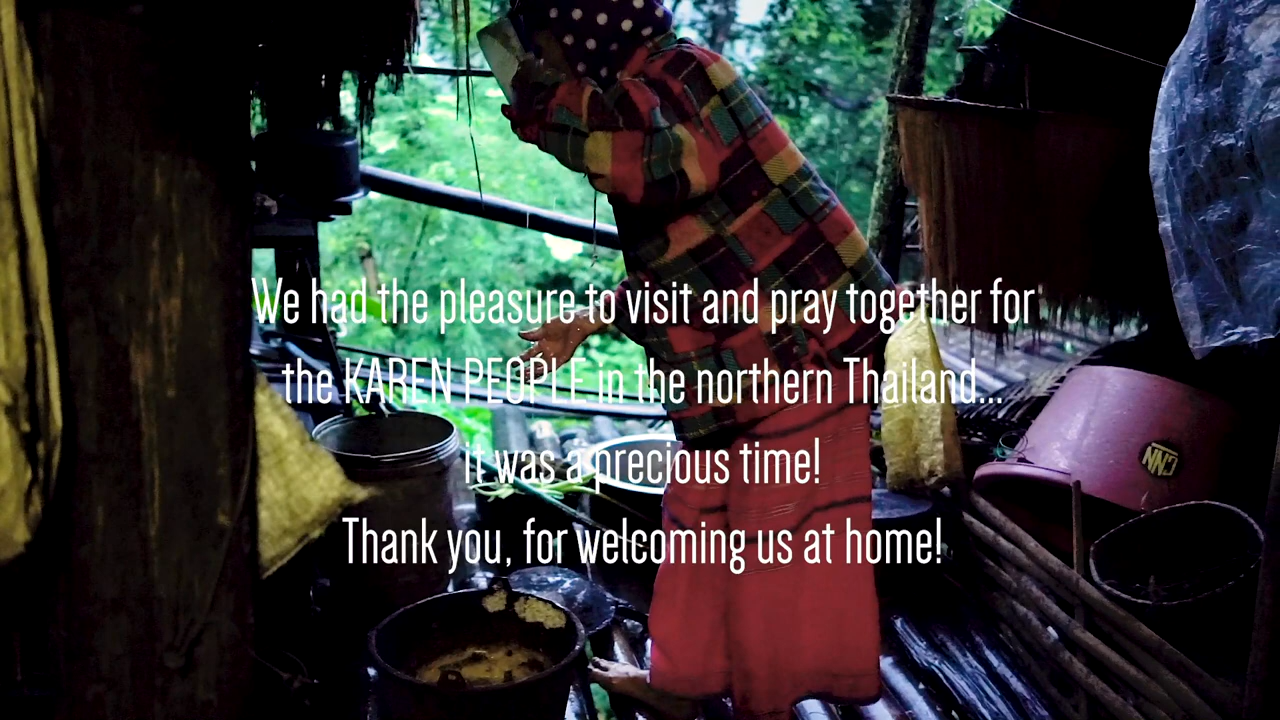 We had the pleasure to visit and pray together for
the KAREN PEOPLE in the northern Thailand...
it was a precious time!
Thank you, for welcoming us at home!
CNN